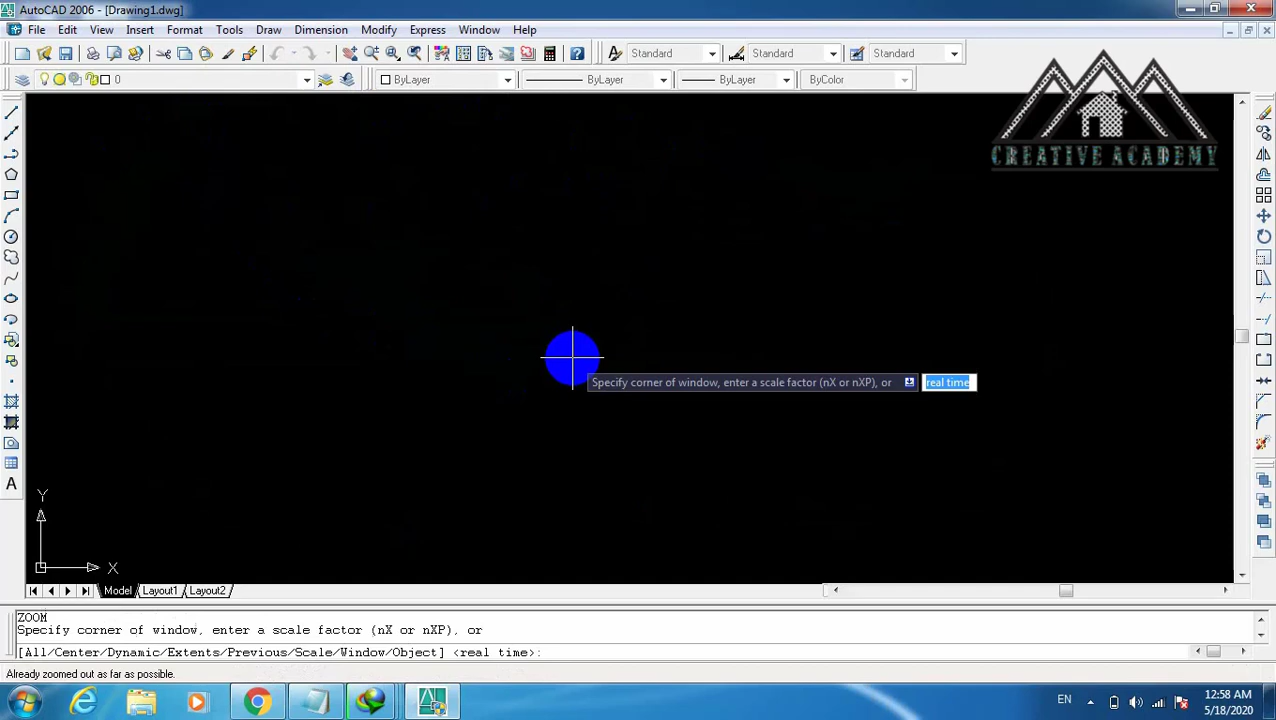 AutoCAD 2006 - [Drawing1.dwg]
File Edit View Insert Format Tools Draw Dimension Modify Express Window Help
Standard Standard Standard
0 ByLayer ByLayer ByLayer ByColor
CREATIVE ACADEMY
Specify corner of window, enter a scale factor (nX or nXP), or real time
A
Y
X
Model Layout1 Layout2
ZOOM
Specify corner of window, enter a scale factor (nX or nXP), or
[All/Center/Dynamic/Extents/Previous/Scale/Window/Object] <real time>:
Already zoomed out as far as possible.
EN
12:58 AM
5/18/2020